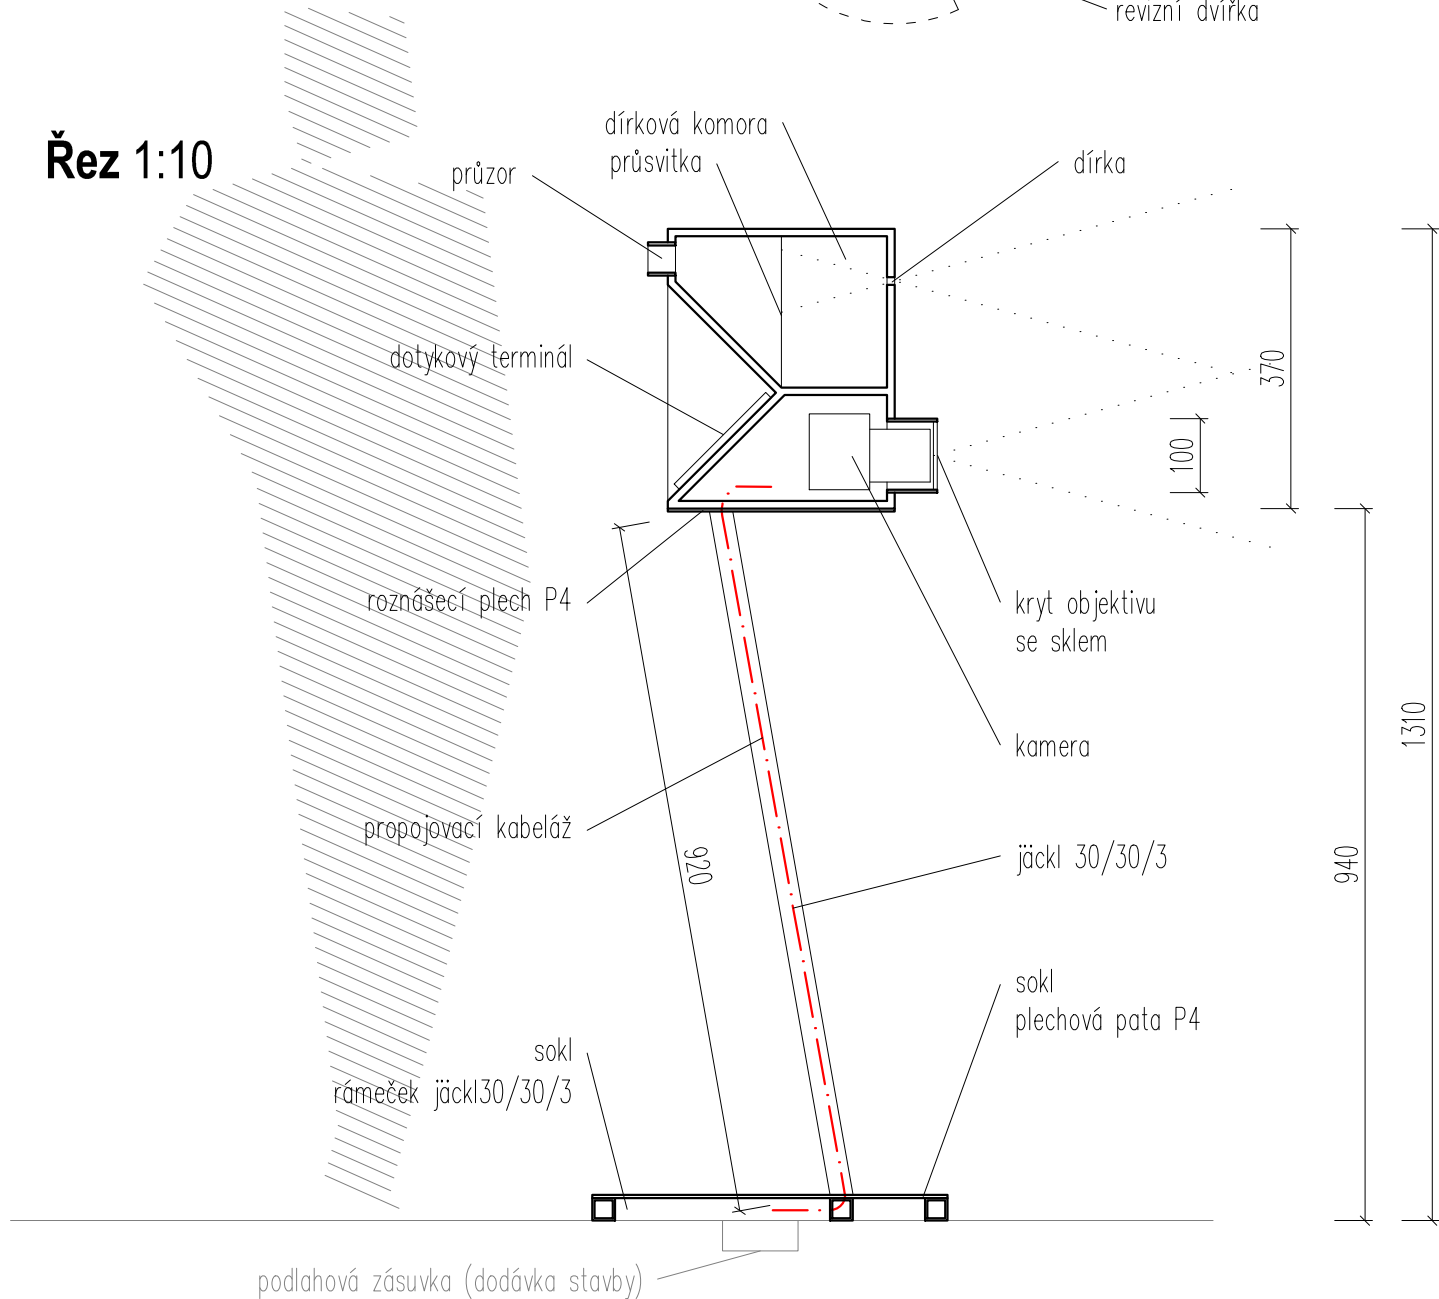 revizní dvířka
Řez 1:10
dírková komora
průsvitka
průzor
dírka
dotykový terminál
370
100
roznášecí plech P4
kryt objektivu
se sklem
kamera
1310
propojovací kabeláž
920
jäckl 30/30/3
940
sokl
plechová pata P4
sokl
rámeček jäckl30/30/3
podlahová zásuvka (dodávka stavby)